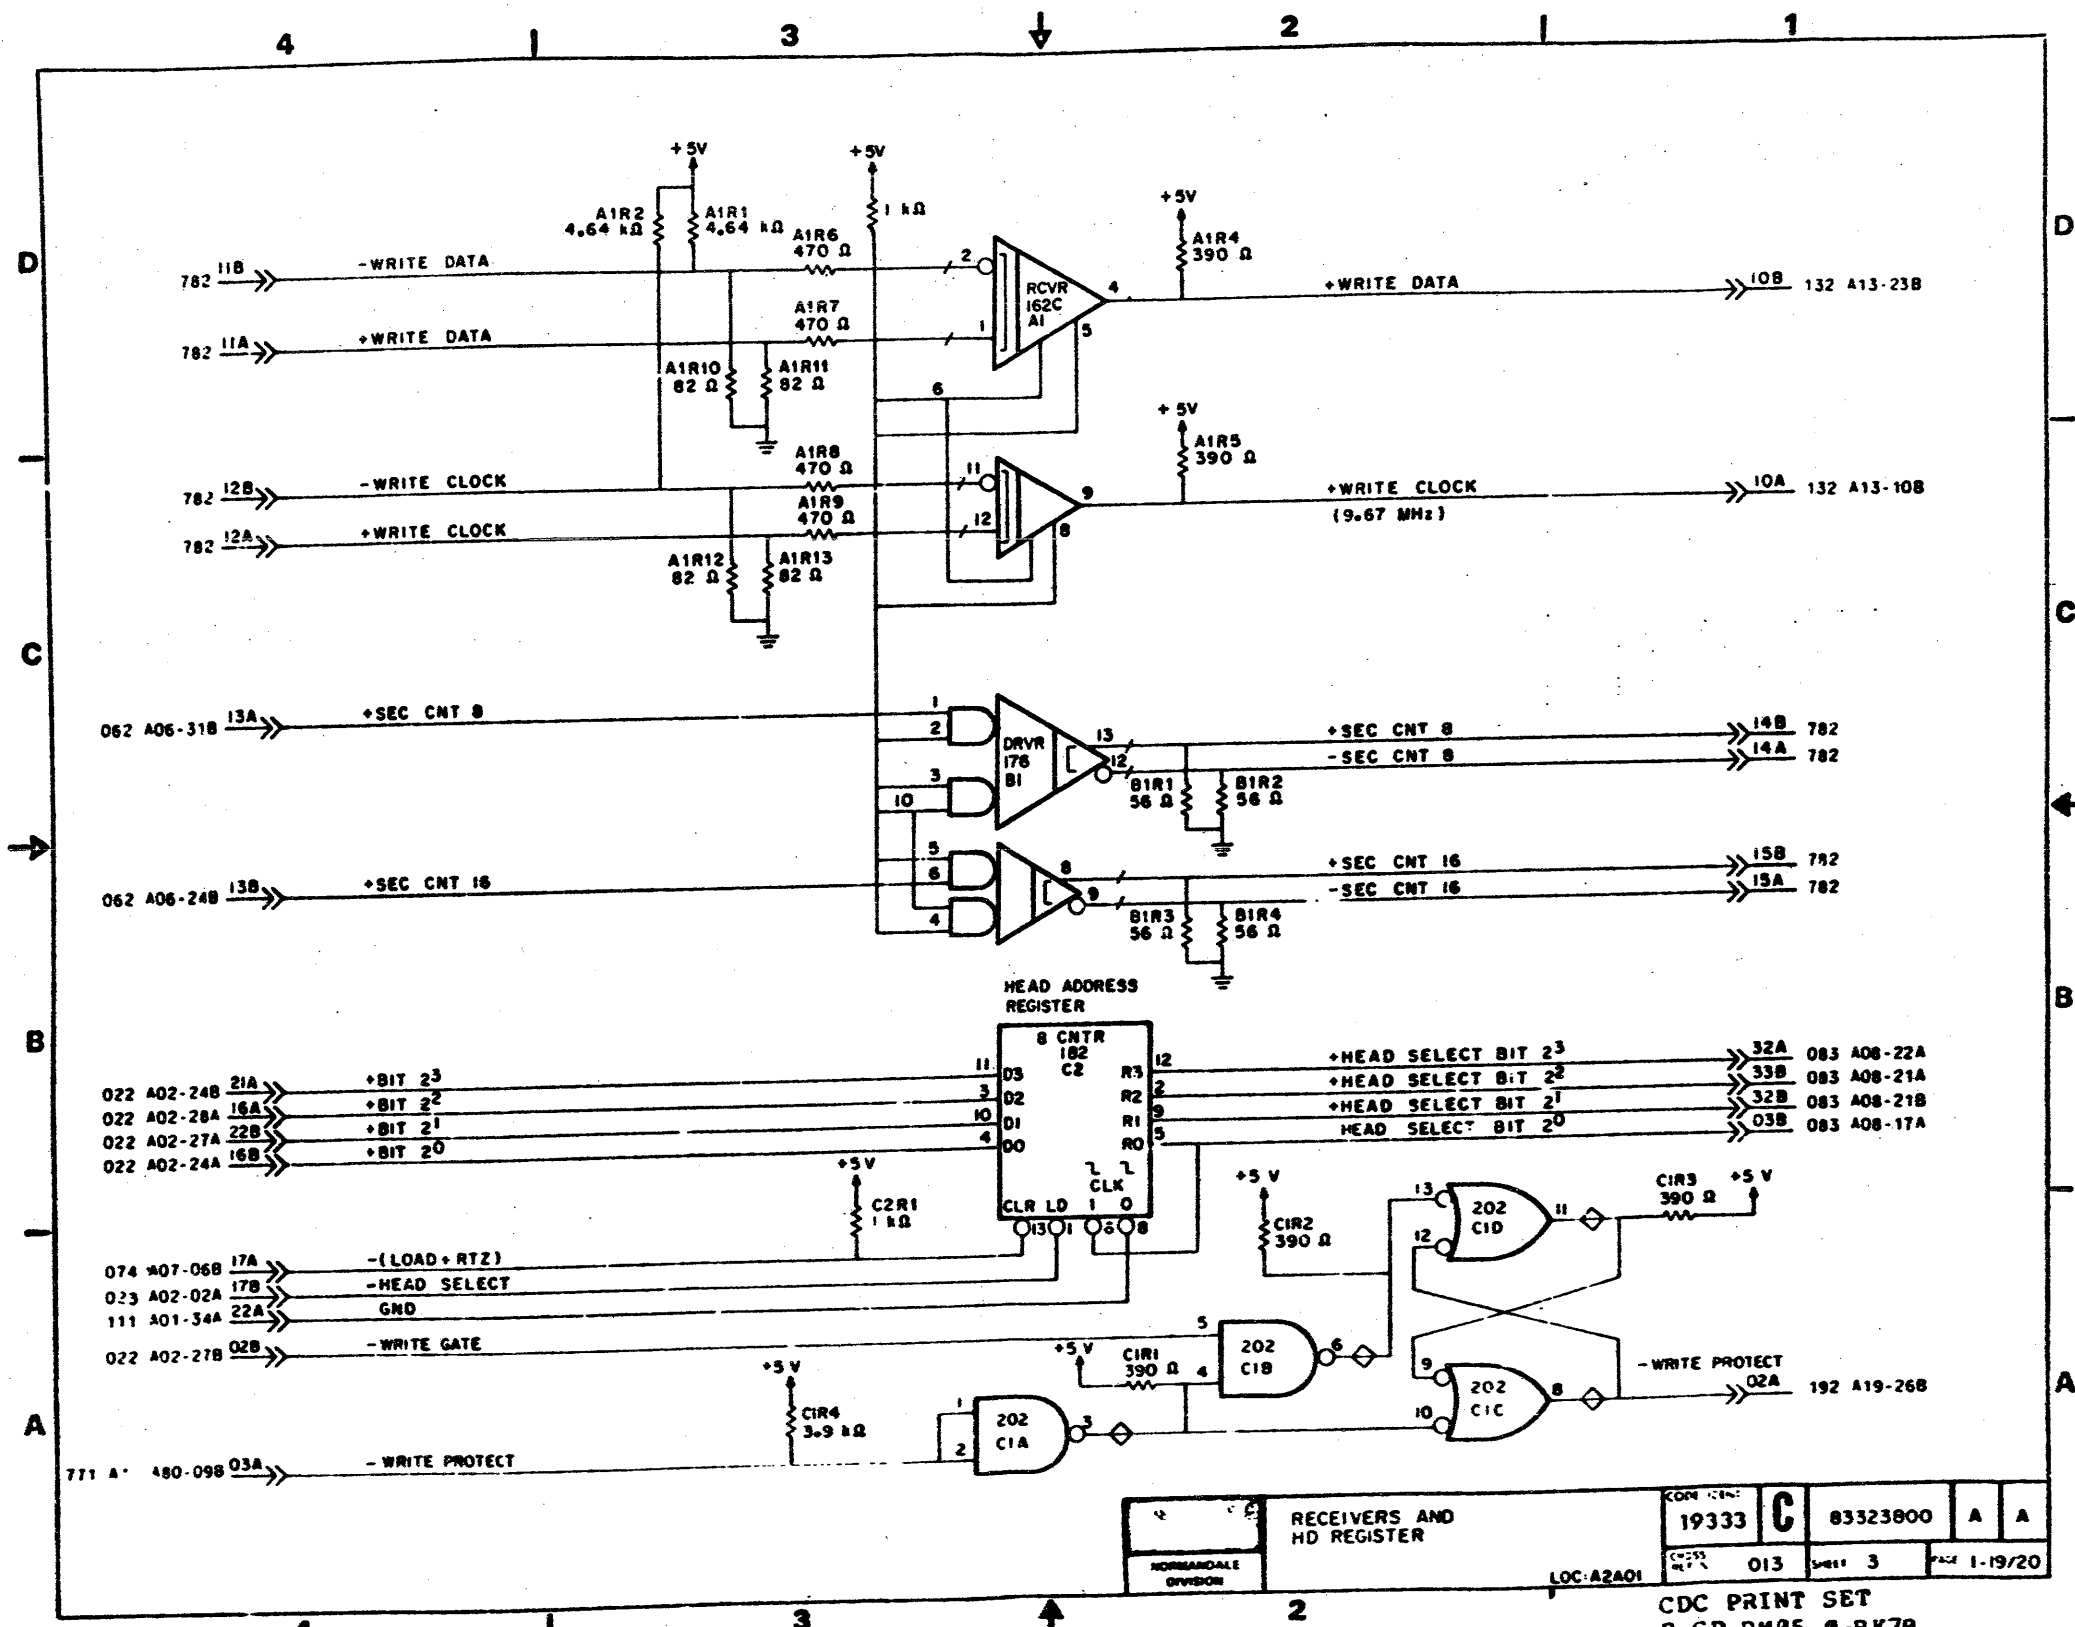 4 3 2 1
+5V
+5V
+5V
A1R2
4.64 kΩ
A1R1
4.64 kΩ
1 kΩ
A1R4
390 Ω
D
D
A1R6
470 Ω
782 11B -WRITE DATA
2
RCVR
162C
A1
4
+WRITE DATA 10B 132 A13-23B
A1R7
470 Ω
782 11A +WRITE DATA
1
5
A1R10
82 Ω
A1R11
82 Ω
6
+5V
A1R5
390 Ω
A1R8
470 Ω
782 12B -WRITE CLOCK
11
9
+WRITE CLOCK 10A 132 A13-10B
(9.67 MHz)
A1R9
470 Ω
782 12A +WRITE CLOCK
12
8
A1R12
82 Ω
A1R13
82 Ω
C
C
062 A06-31B 13A +SEC CNT 8
1
2
3
10
DRVR
176
B1
13
12
+SEC CNT 8 14B 782
-SEC CNT 8 14A 782
B1R1
56 Ω
B1R2
56 Ω
062 A06-24B 13B +SEC CNT 16
5
6
4
8
9
+SEC CNT 16 15B 782
-SEC CNT 16 15A 782
B1R3
56 Ω
B1R4
56 Ω
HEAD ADDRESS
REGISTER
B
B
8 CNTR
182
C2
022 A02-24B 21A +BIT 2³ 11 D3
022 A02-28A 16A +BIT 2² 3 D2
022 A02-27A 22B +BIT 2¹ 10 D1
022 A02-24A 16B +BIT 2⁰ 4 D0
R3 12 +HEAD SELECT BIT 2³ 32A 083 A08-22A
R2 2 +HEAD SELECT BIT 2² 33B 083 A08-21A
R1 9 +HEAD SELECT BIT 2¹ 32B 083 A08-21B
R0 5 HEAD SELECT BIT 2⁰ 03B 083 A08-17A
CLK
CLR LD 1 0
13 1 6 8
+5 V
C2R1
1 kΩ
074 A07-06B 17A -(LOAD+RTZ)
023 A02-02A 17B -HEAD SELECT
111 A01-34A 22A GND
022 A02-27B 02B -WRITE GATE
+5 V
C1R2
390 Ω
13
12
202
C1D
11
C1R3
390 Ω
+5 V
5
4
202
C1B
6
+5 V
C1R1
390 Ω
9
10
202
C1C
8
-WRITE PROTECT
02A 192 A19-26B
+5 V
C1R4
3.9 kΩ
1
2
202
C1A
3
A
A
771 A80-09B 03A -WRITE PROTECT
NORMANDALE
DIVISION
RECEIVERS AND
HD REGISTER
LOC:A2A01
19333 C 83323800 A A
013 SHEET 3 PAGE 1-19/20
3 2
CDC PRINT SET